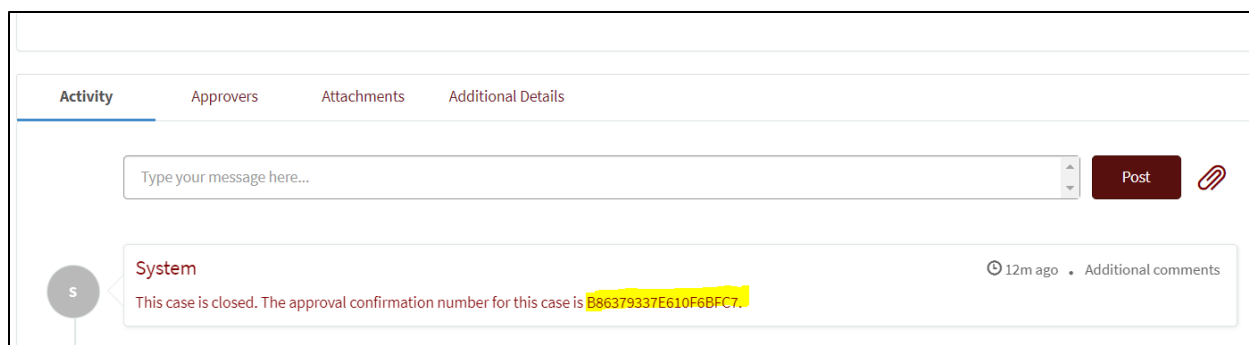 Activity Approvers Attachments Additional Details
Type your message here... Post
System 12m ago . Additional comments
S
This case is closed. The approval confirmation number for this case is B86379337E610F6BFC7.